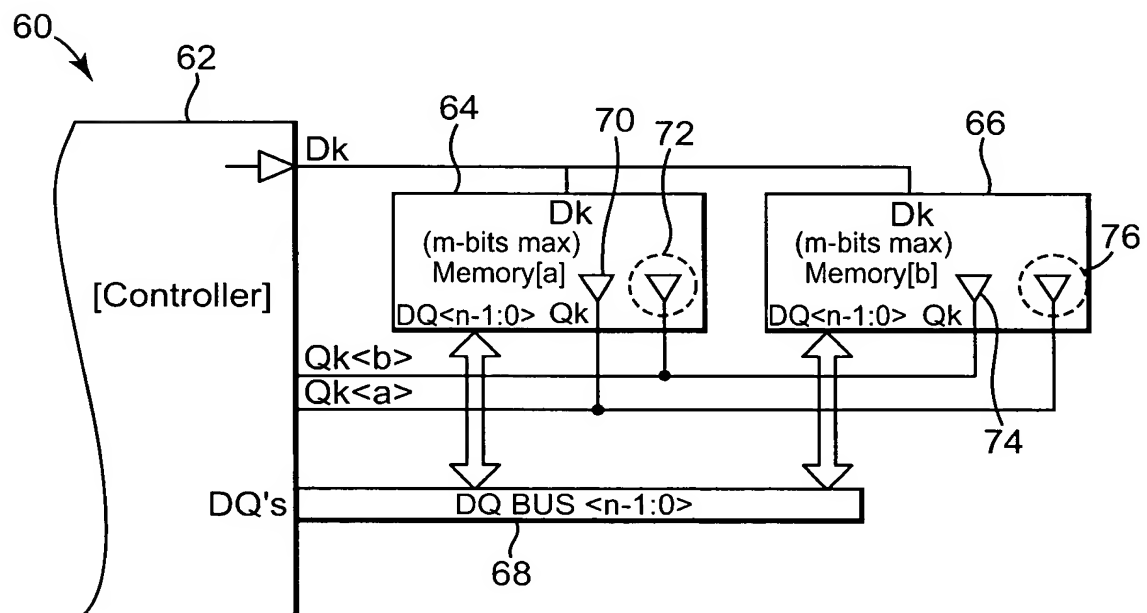 60
62
64
70
72
66
Dk
Dk
(m-bits max)
Memory[a]
DQ<n-1:0> Qk
Dk
(m-bits max)
Memory[b]
DQ<n-1:0> Qk
76
[Controller]
Qk<b>
Qk<a>
74
DQ's
DQ BUS <n-1:0>
68